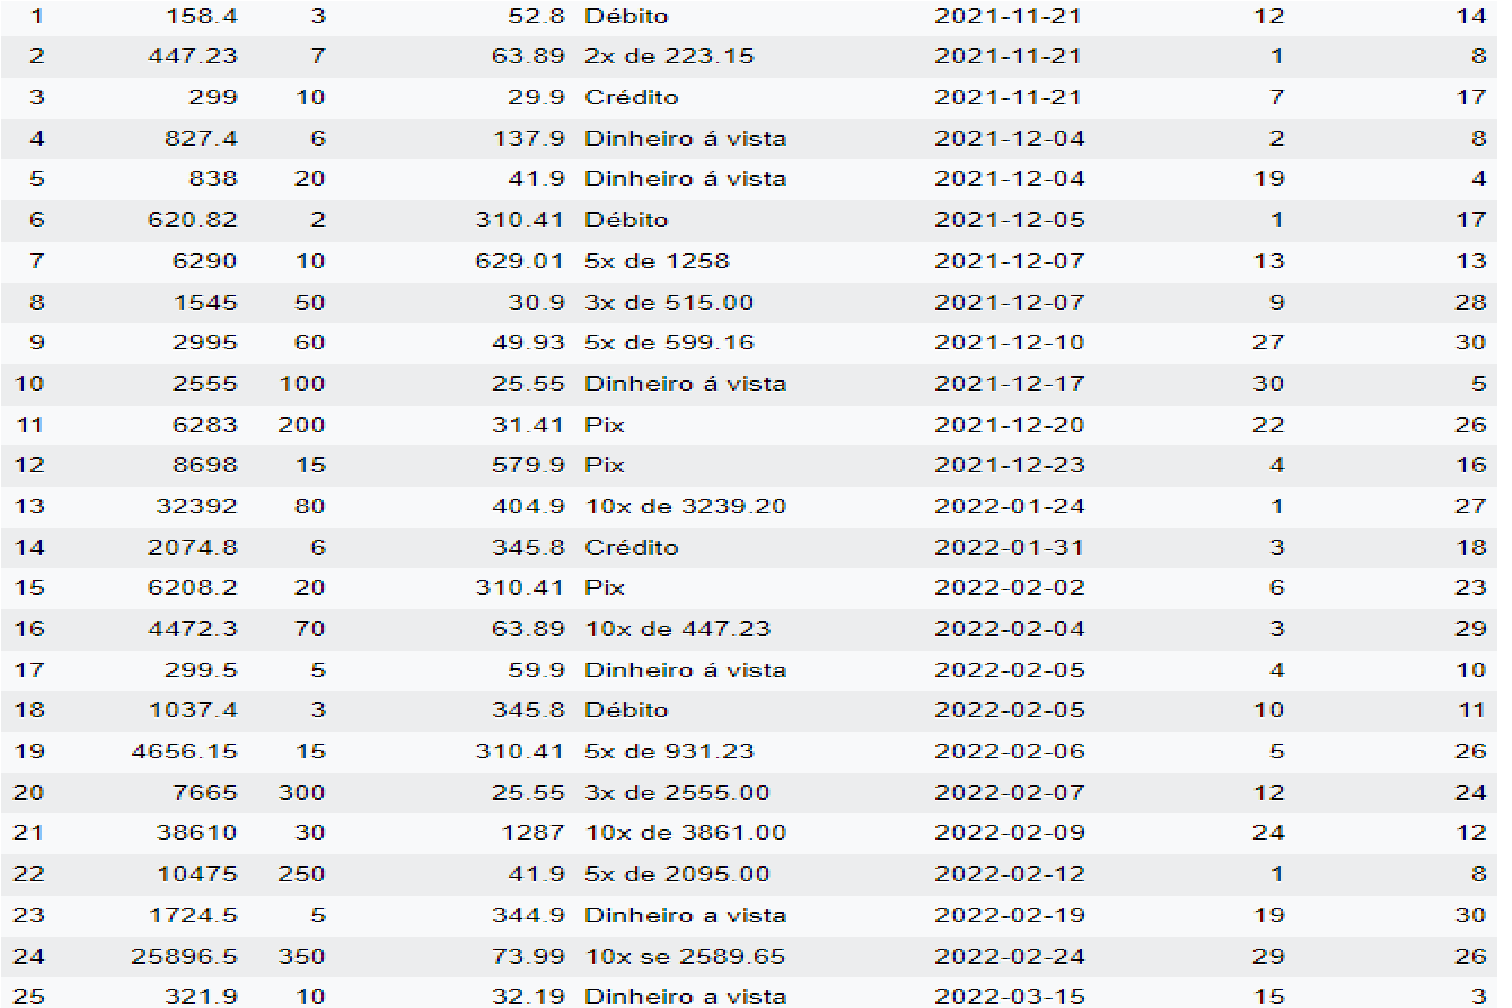 1 158.4 3 52.8 Débito 2021-11-21 12 14
2 447.23 7 63.89 2x de 223.15 2021-11-21 1 8
3 299 10 29.9 Crédito 2021-11-21 7 17
4 827.4 6 137.9 Dinheiro á vista 2021-12-04 2 8
5 838 20 41.9 Dinheiro á vista 2021-12-04 19 4
6 620.82 2 310.41 Débito 2021-12-05 1 17
7 6290 10 629.01 5x de 1258 2021-12-07 13 13
8 1545 50 30.9 3x de 515.00 2021-12-07 9 28
9 2995 60 49.93 5x de 599.16 2021-12-10 27 30
10 2555 100 25.55 Dinheiro á vista 2021-12-17 30 5
11 6283 200 31.41 Pix 2021-12-20 22 26
12 8698 15 579.9 Pix 2021-12-23 4 16
13 32392 80 404.9 10x de 3239.20 2022-01-24 1 27
14 2074.8 6 345.8 Crédito 2022-01-31 3 18
15 6208.2 20 310.41 Pix 2022-02-02 6 23
16 4472.3 70 63.89 10x de 447.23 2022-02-04 3 29
17 299.5 5 59.9 Dinheiro á vista 2022-02-05 4 10
18 1037.4 3 345.8 Débito 2022-02-05 10 11
19 4656.15 15 310.41 5x de 931.23 2022-02-06 5 26
20 7665 300 25.55 3x de 2555.00 2022-02-07 12 24
21 38610 30 1287 10x de 3861.00 2022-02-09 24 12
22 10475 250 41.9 5x de 2095.00 2022-02-12 1 8
23 1724.5 5 344.9 Dinheiro a vista 2022-02-19 19 30
24 25896.5 350 73.99 10x se 2589.65 2022-02-24 29 26
25 321.9 10 32.19 Dinheiro a vista 2022-03-15 15 3